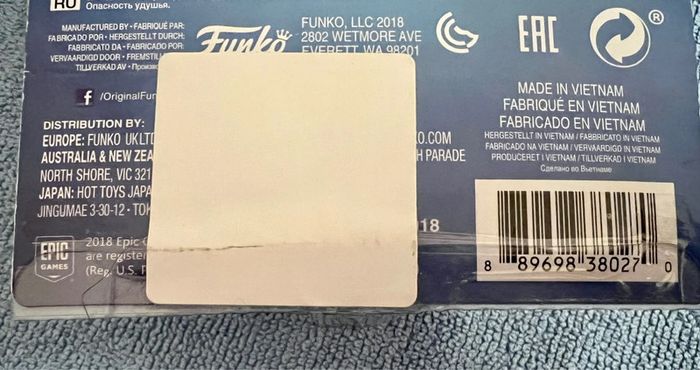 RU
Опасность удушья.
MANUFACTURED BY • FABRIQUÉ PAR:
FABRICADO POR • HERGESTELLT DURCH:
FABBRICATO DA • FABRICADO POR:
VERVAARDIGD DOOR • FREMSTIL
TILLVERKAD AV •
Funko
FUNKO, LLC 2018
2802 WETMORE AVE
EVERETT, WA 98201
EAC
®
f /OriginalFun
DISTRIBUTION BY:
EUROPE: FUNKO UK LTD
KO.COM
AUSTRALIA & NEW ZEA
H PARADE
NORTH SHORE, VIC 321
JAPAN: HOT TOYS JAPA
JINGUMAE 3-30-12 • TOK
18
EPIC
GAMES
2018 Epic G
are register
(Reg. U.S. P
MADE IN VIETNAM
FABRIQUÉ EN VIETNAM
FABRICADO EN VIETNAM
HERGESTELLT IN VIETNAM / FABBRICATO IN VIETNAM
FABRICADO NA VIETNAM / VERVAARDIGD IN VIETNAM
PRODUCERET I VIETNAM / TILLVERKAD I VIETNAM
Сделано во Вьетнаме
8 89698 38027 0